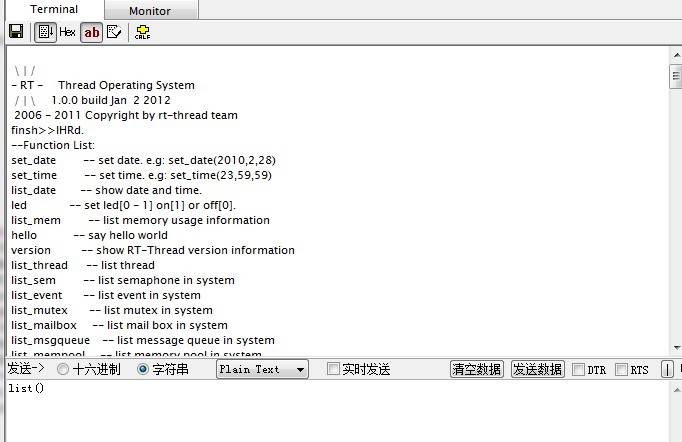 Terminal
Monitor
Hex ab CRLF
\ | /
- RT -     Thread Operating System
/ | \     1.0.0 build Jan  2 2012
2006 - 2011 Copyright by rt-thread team
finsh>>IHRd.
--Function List:
set_date        -- set date. e.g: set_date(2010,2,28)
set_time        -- set time. e.g: set_time(23,59,59)
list_date       -- show date and time.
led             -- set led[0 - 1] on[1] or off[0].
list_mem        -- list memory usage information
hello           -- say hello world
version         -- show RT-Thread version information
list_thread     -- list thread
list_sem        -- list semaphone in system
list_event      -- list event in system
list_mutex      -- list mutex in system
list_mailbox    -- list mail box in system
list_msgqueue   -- list message queue in system
list_mempool    -- list memory pool in system
发送-> 十六进制 字符串 Plain Text 实时发送 清空数据 发送数据 DTR RTS
list()